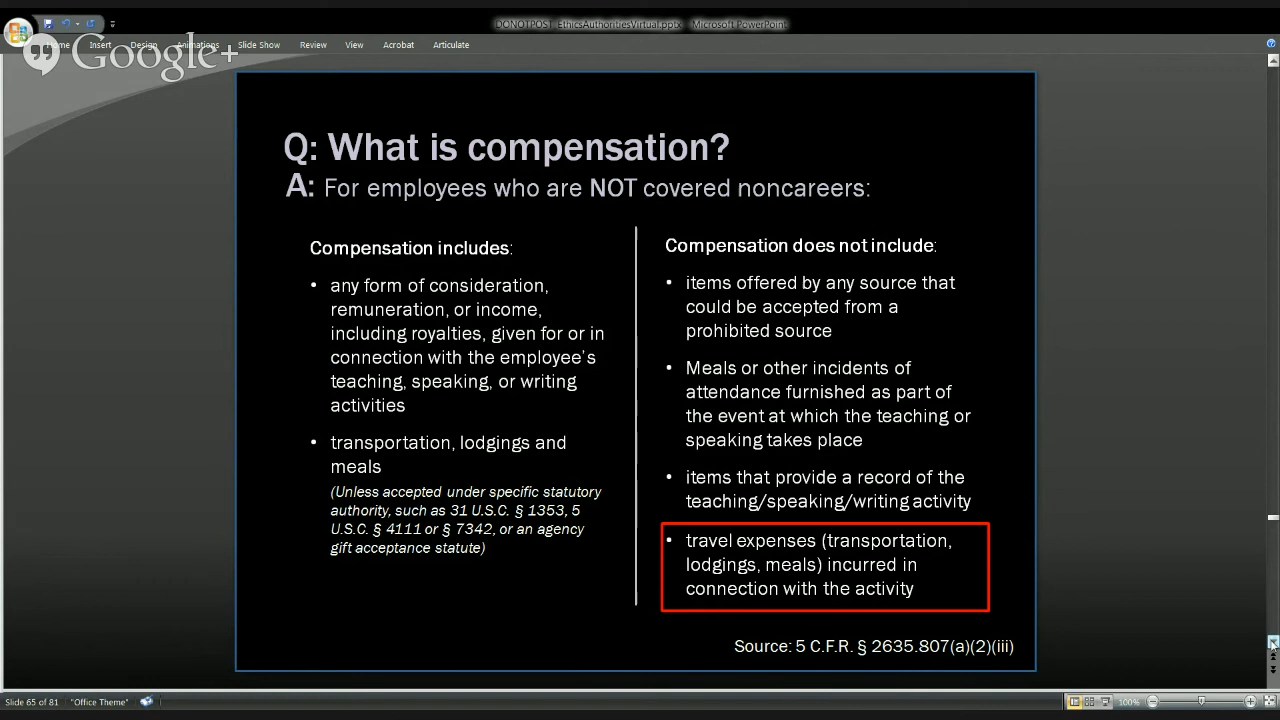 DONOTPOST_EthicsAuthoritiesVirtual.pptx - Microsoft PowerPoint
Home Insert Design Animations Slide Show Review View Acrobat Articulate
Google+
Q: What is compensation?
A: For employees who are NOT covered noncareers:
Compensation includes:
• any form of consideration,
remuneration, or income,
including royalties, given for or in
connection with the employee's
teaching, speaking, or writing
activities
• transportation, lodgings and
meals
(Unless accepted under specific statutory
authority, such as 31 U.S.C. § 1353, 5
U.S.C. § 4111 or § 7342, or an agency
gift acceptance statute)
Compensation does not include:
• items offered by any source that
could be accepted from a
prohibited source
• Meals or other incidents of
attendance furnished as part of
the event at which the teaching or
speaking takes place
• items that provide a record of the
teaching/speaking/writing activity
• travel expenses (transportation,
lodgings, meals) incurred in
connection with the activity
Source: 5 C.F.R. § 2635.807(a)(2)(iii)
Slide 65 of 81 "Office Theme" 100%